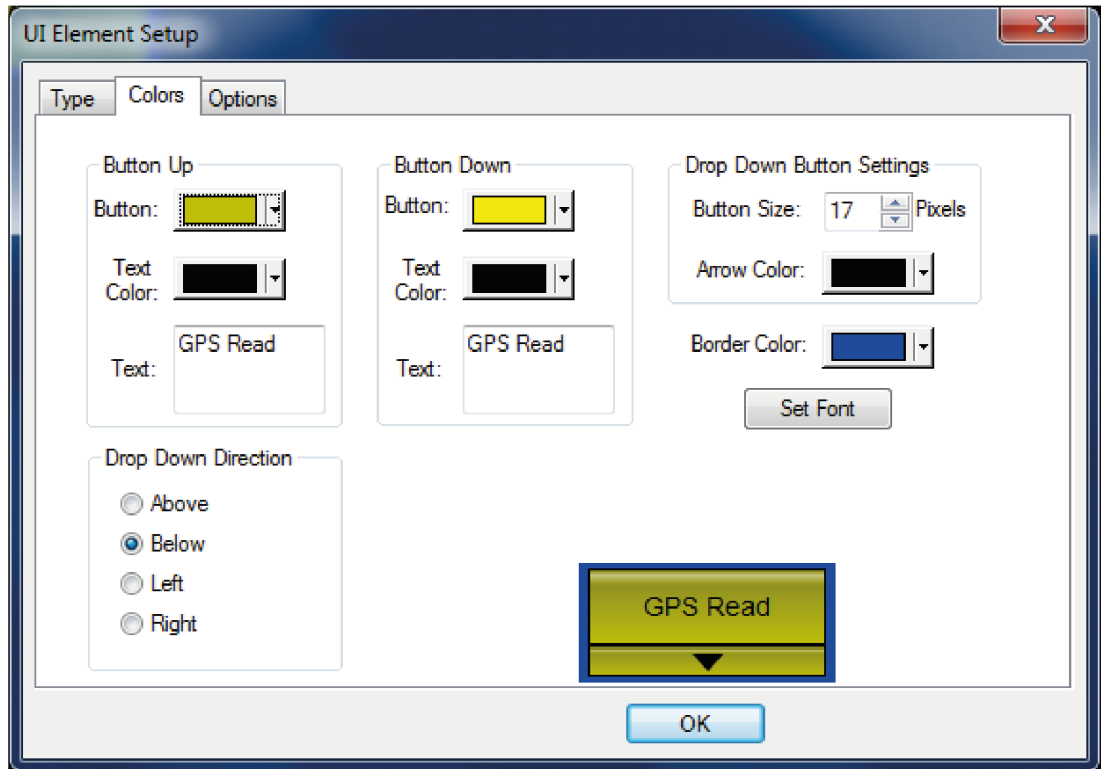 UI Element Setup
X
Type Colors Options
Button Up
Button:
Text
Color:
Text: GPS Read
Button Down
Button:
Text
Color:
Text: GPS Read
Drop Down Button Settings
Button Size: 17 Pixels
Arrow Color:
Border Color:
Set Font
Drop Down Direction
Above
Below
Left
Right
GPS Read
OK